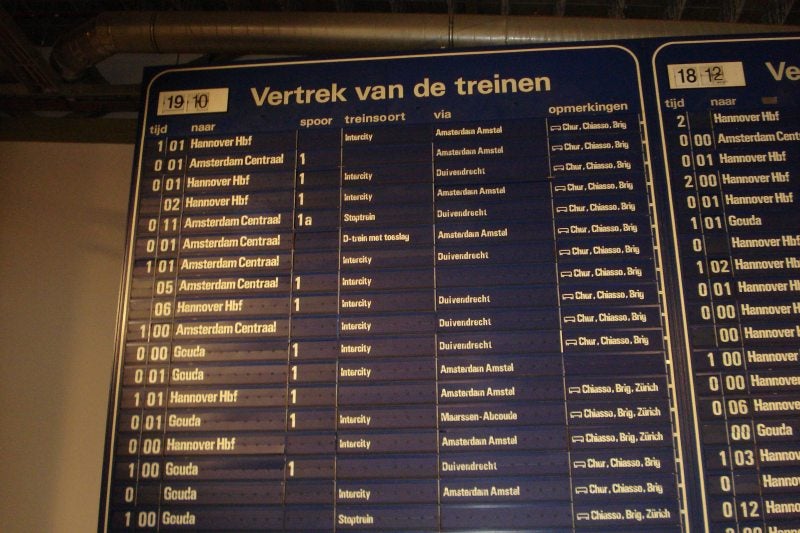 19 10 Vertrek van de treinen
tijd naar spoor treinsoort via opmerkingen
1 01 Hannover Hbf Intercity Amsterdam Amstel Chur, Chiasso, Brig
0 01 Amsterdam Centraal 1 Amsterdam Amstel Chur, Chiasso, Brig
0 01 Hannover Hbf 1 Intercity Duivendrecht Chur, Chiasso, Brig
02 Hannover Hbf 1 Intercity Amsterdam Amstel Chur, Chiasso, Brig
0 11 Amsterdam Centraal 1a Stoptrein Duivendrecht Chur, Chiasso, Brig
0 01 Amsterdam Centraal D-trein met toeslag Amsterdam Amstel Chur, Chiasso, Brig
1 01 Amsterdam Centraal Intercity Duivendrecht Chur, Chiasso, Brig
05 Amsterdam Centraal 1 Intercity Chur, Chiasso, Brig
06 Hannover Hbf 1 Intercity Duivendrecht Chur, Chiasso, Brig
1 00 Amsterdam Centraal Intercity Duivendrecht Chur, Chiasso, Brig
0 00 Gouda 1 Intercity Duivendrecht Chur, Chiasso, Brig
0 01 Gouda 1 Intercity Amsterdam Amstel
1 01 Hannover Hbf 1 Amsterdam Amstel Chiasso, Brig, Zürich
0 01 Gouda 1 Intercity Maarssen-Abcoude Chiasso, Brig, Zürich
0 00 Hannover Hbf Intercity Amsterdam Amstel Chiasso, Brig, Zürich
1 00 Gouda 1 Duivendrecht Chur, Chiasso, Brig
0 Gouda Intercity Amsterdam Amstel Chur, Chiasso, Brig
1 00 Gouda Stoptrein Chiasso, Brig, Zürich
18 12 Ve
tijd naar
2 Hannover Hbf
0 00 Amsterdam Cent
0 01 Hannover Hbf
2 00 Hannover Hbf
0 01 Hannover Hbf
1 01 Gouda
0 Hannover Hbf
1 02 Hannover Hbf
0 01 Hannover Hb
0 00 Hannover Hb
00 Hannover Hb
1 00 Hannover
0 00 Hannover
0 06 Hannove
00 Gouda
1 03 Hannov
0 Hannov
0 12 Hanno